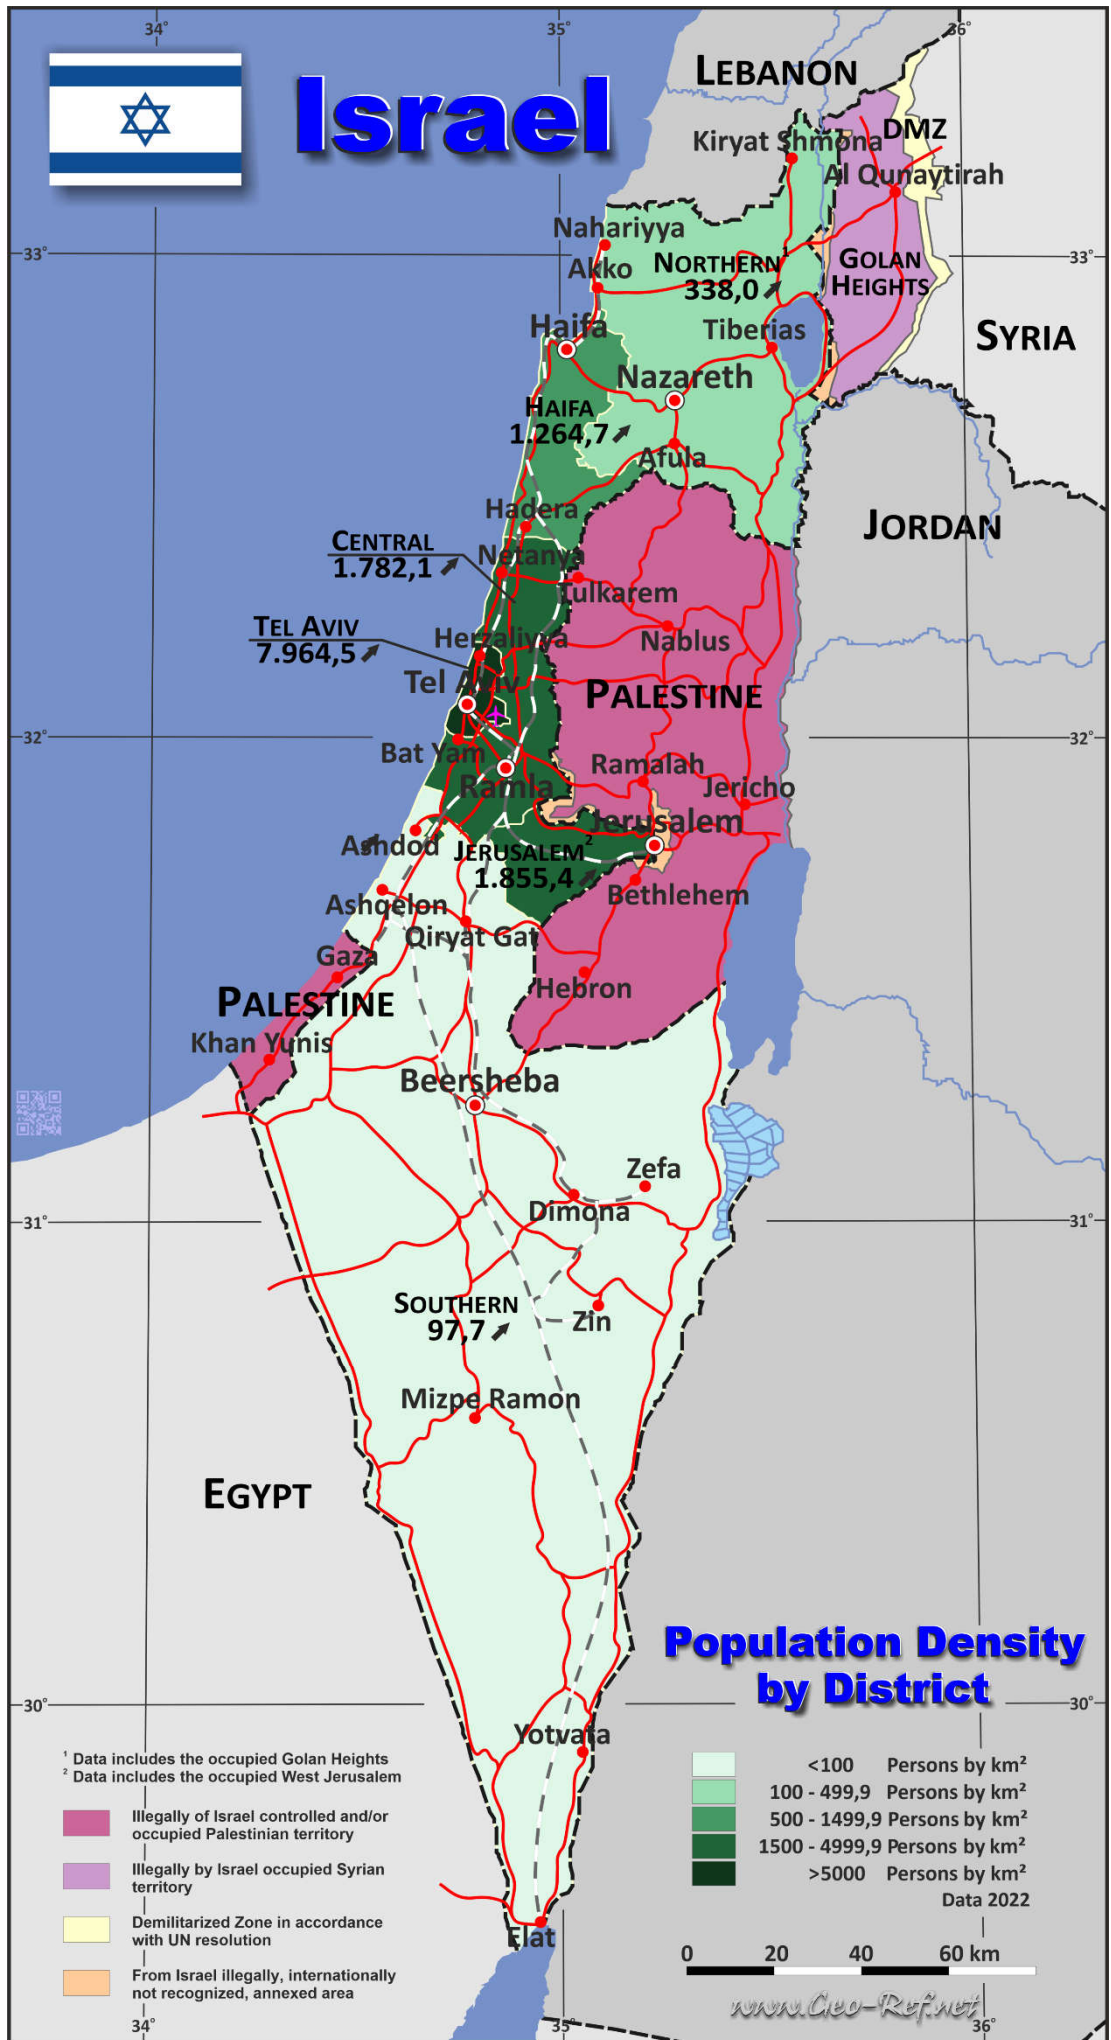 34°
35°
36°
Israel
LEBANON
Kiryat Shmona
DMZ
Al Qunaytirah
Nahariyya
33°
33°
Akko
NORTHERN¹
338,0
GOLAN
HEIGHTS
Haifa
Tiberias
SYRIA
Nazareth
HAIFA
1.264,7
Afula
Hadera
JORDAN
CENTRAL
1.782,1
Netanya
Tulkarem
TEL AVIV
7.964,5
Herzaliyya
Nablus
Tel Aviv
PALESTINE
32°
32°
Bat Yam
Ramalah
Ramla
Jericho
Jerusalem
Ashdod
JERUSALEM²
1.855,4
Bethlehem
Ashqelon
Qiryat Gat
Gaza
Hebron
PALESTINE
Khan Yunis
Beersheba
Zefa
Dimona
31°
31°
SOUTHERN
97,7
Zin
Mizpe Ramon
EGYPT
Population Density
by District
30°
30°
Yotvata
¹ Data includes the occupied Golan Heights
² Data includes the occupied West Jerusalem
Illegally of Israel controlled and/or
occupied Palestinian territory
Illegally by Israel occupied Syrian
territory
Demilitarized Zone in accordance
with UN resolution
From Israel illegally, internationally
not recognized, annexed area
<100 Persons by km²
100 - 499,9 Persons by km²
500 - 1499,9 Persons by km²
1500 - 4999,9 Persons by km²
>5000 Persons by km²
Data 2022
Elat
0 20 40 60 km
www.Geo-Ref.net
34°
35°
36°